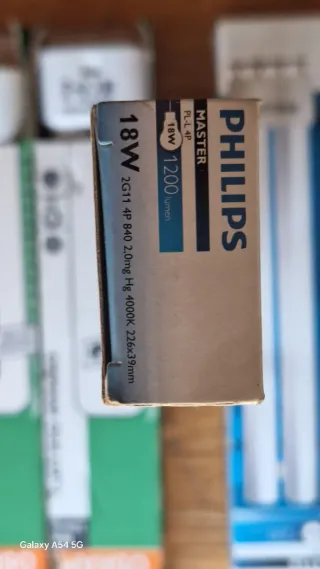 PHILIPS
MASTER
PL-L 4P
18W 1200 lumen
18W 2G11 4P 840 2.0mg Hg 4000K 226x39mm
Galaxy A54 5G